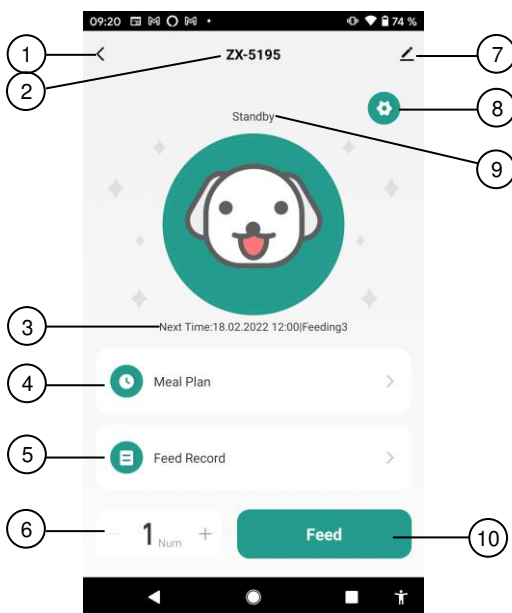 09:20 74 %
1 ZX-5195 7
2
8
Standby
9
3 Next Time:18.02.2022 12:00|Feeding3
4 Meal Plan
5 Feed Record
6 1 Num + Feed 10